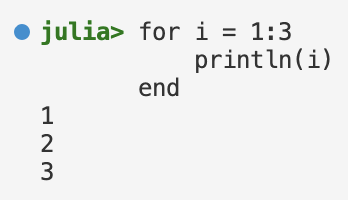 julia> for i = 1:3
           println(i)
       end
1
2
3